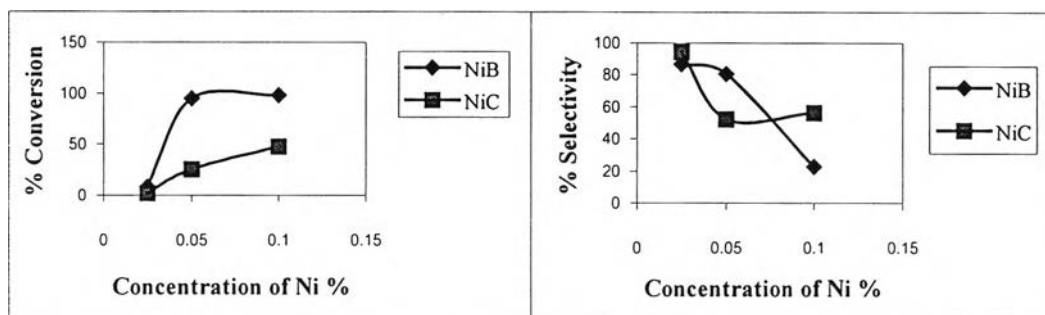 % Conversion
150
100
50
0
0
0.05
0.1
0.15
Concentration of Ni %
NiB
NiC
% Selectivity
100
80
60
40
20
0
0
0.05
0.1
0.15
Concentration of Ni %
NiB
NiC